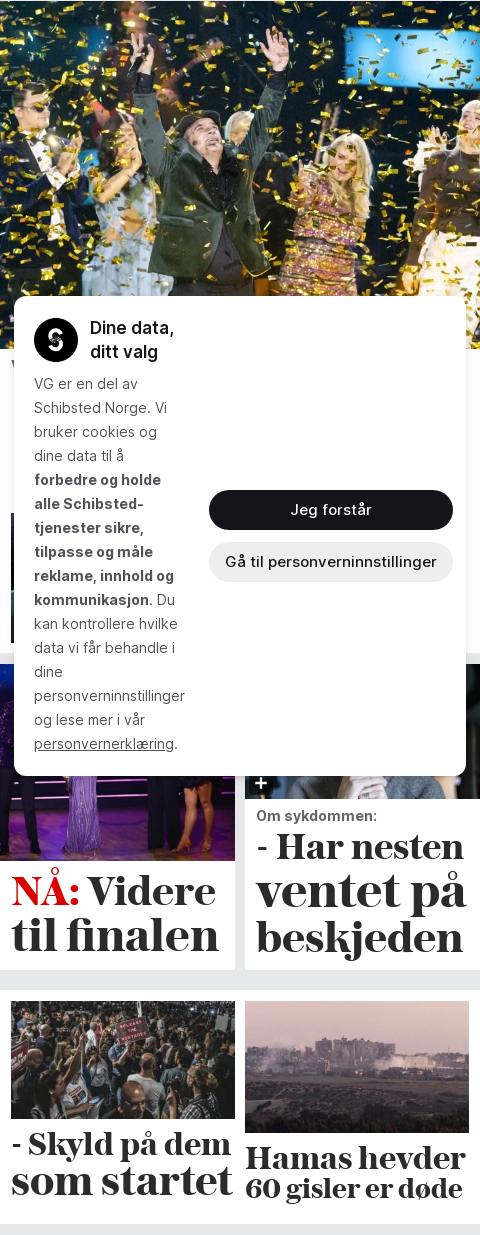 Dine data,
ditt valg
VG er en del av
Schibsted Norge. Vi
bruker cookies og
dine data til å
forbedre og holde
alle Schibsted-
tjenester sikre,
tilpasse og måle
reklame, innhold og
kommunikasjon. Du
kan kontrollere hvilke
data vi får behandle i
dine
personverninnstillinger
og lese mer i vår
personvernerklæring.
Jeg forstår
Gå til personverninnstillinger
NÅ: Videre
til finalen
+
Om sykdommen:
- Har nesten
ventet på
beskjeden
- Skyld på dem
som startet
Hamas hevder
60 gisler er døde